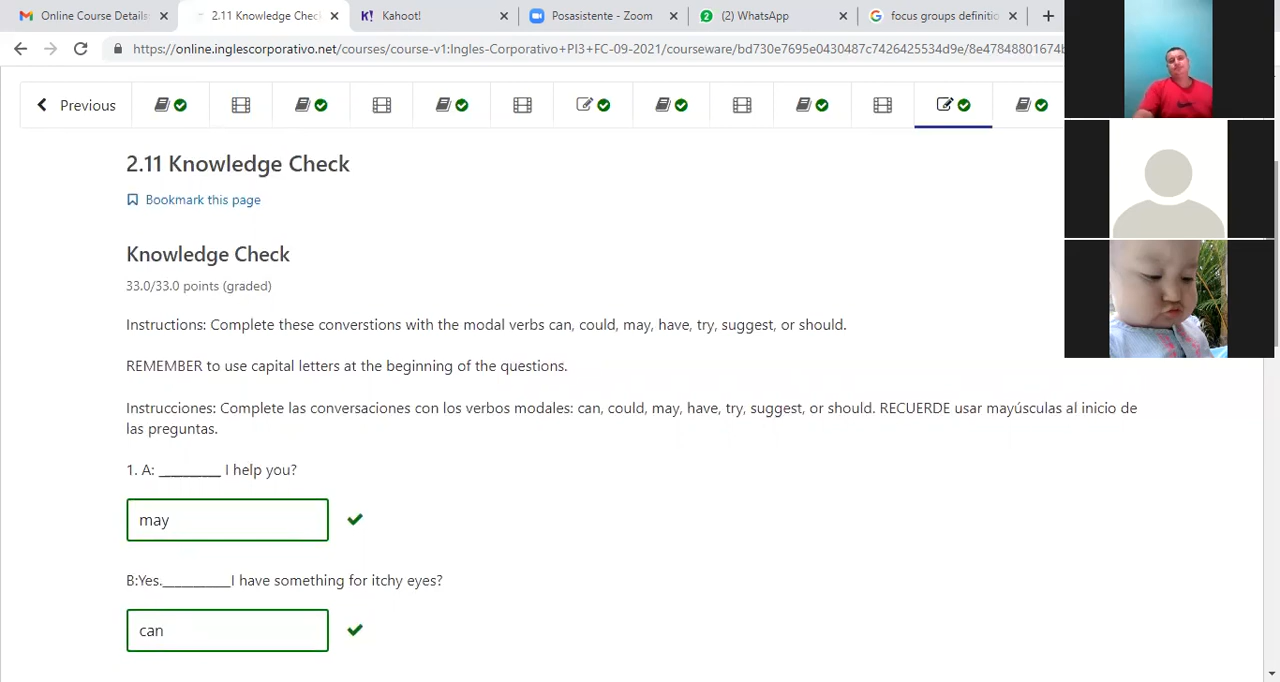 Online Course Details
2.11 Knowledge Chec
K! Kahoot!
Posasistente - Zoom
(2) WhatsApp
focus groups definitio
https://online.inglescorporativo.net/courses/course-v1:Ingles-Corporativo+PI3+FC-09-2021/courseware/bd730e7695e0430487c7426425534d9e/8e47848801674b
Previous
2.11 Knowledge Check
Bookmark this page
Knowledge Check
33.0/33.0 points (graded)
Instructions: Complete these converstions with the modal verbs can, could, may, have, try, suggest, or should.
REMEMBER to use capital letters at the beginning of the questions.
Instrucciones: Complete las conversaciones con los verbos modales: can, could, may, have, try, suggest, or should. RECUERDE usar mayúsculas al inicio de
las preguntas.
1. A: _________ I help you?
may
B:Yes.__________I have something for itchy eyes?
can